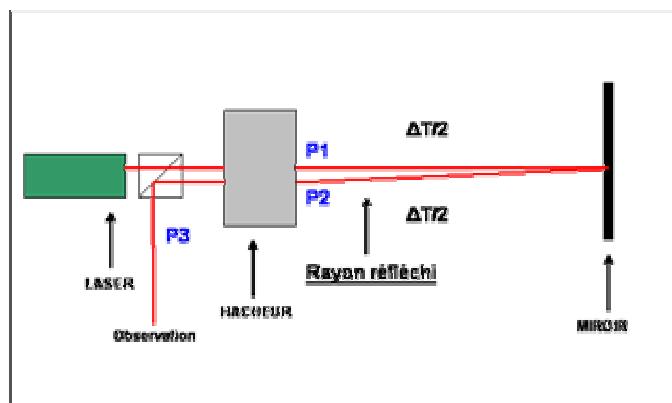 ΔT/2
P1
P2
ΔT/2
P3
Rayon réfléchi
LASER
HACHEUR
Observation
MIROIR